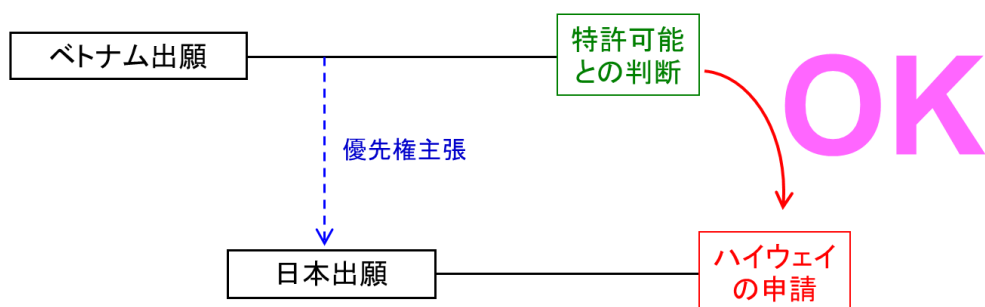 ベトナム出願
特許可能
との判断
OK
優先権主張
日本出願
ハイウェイ
の申請